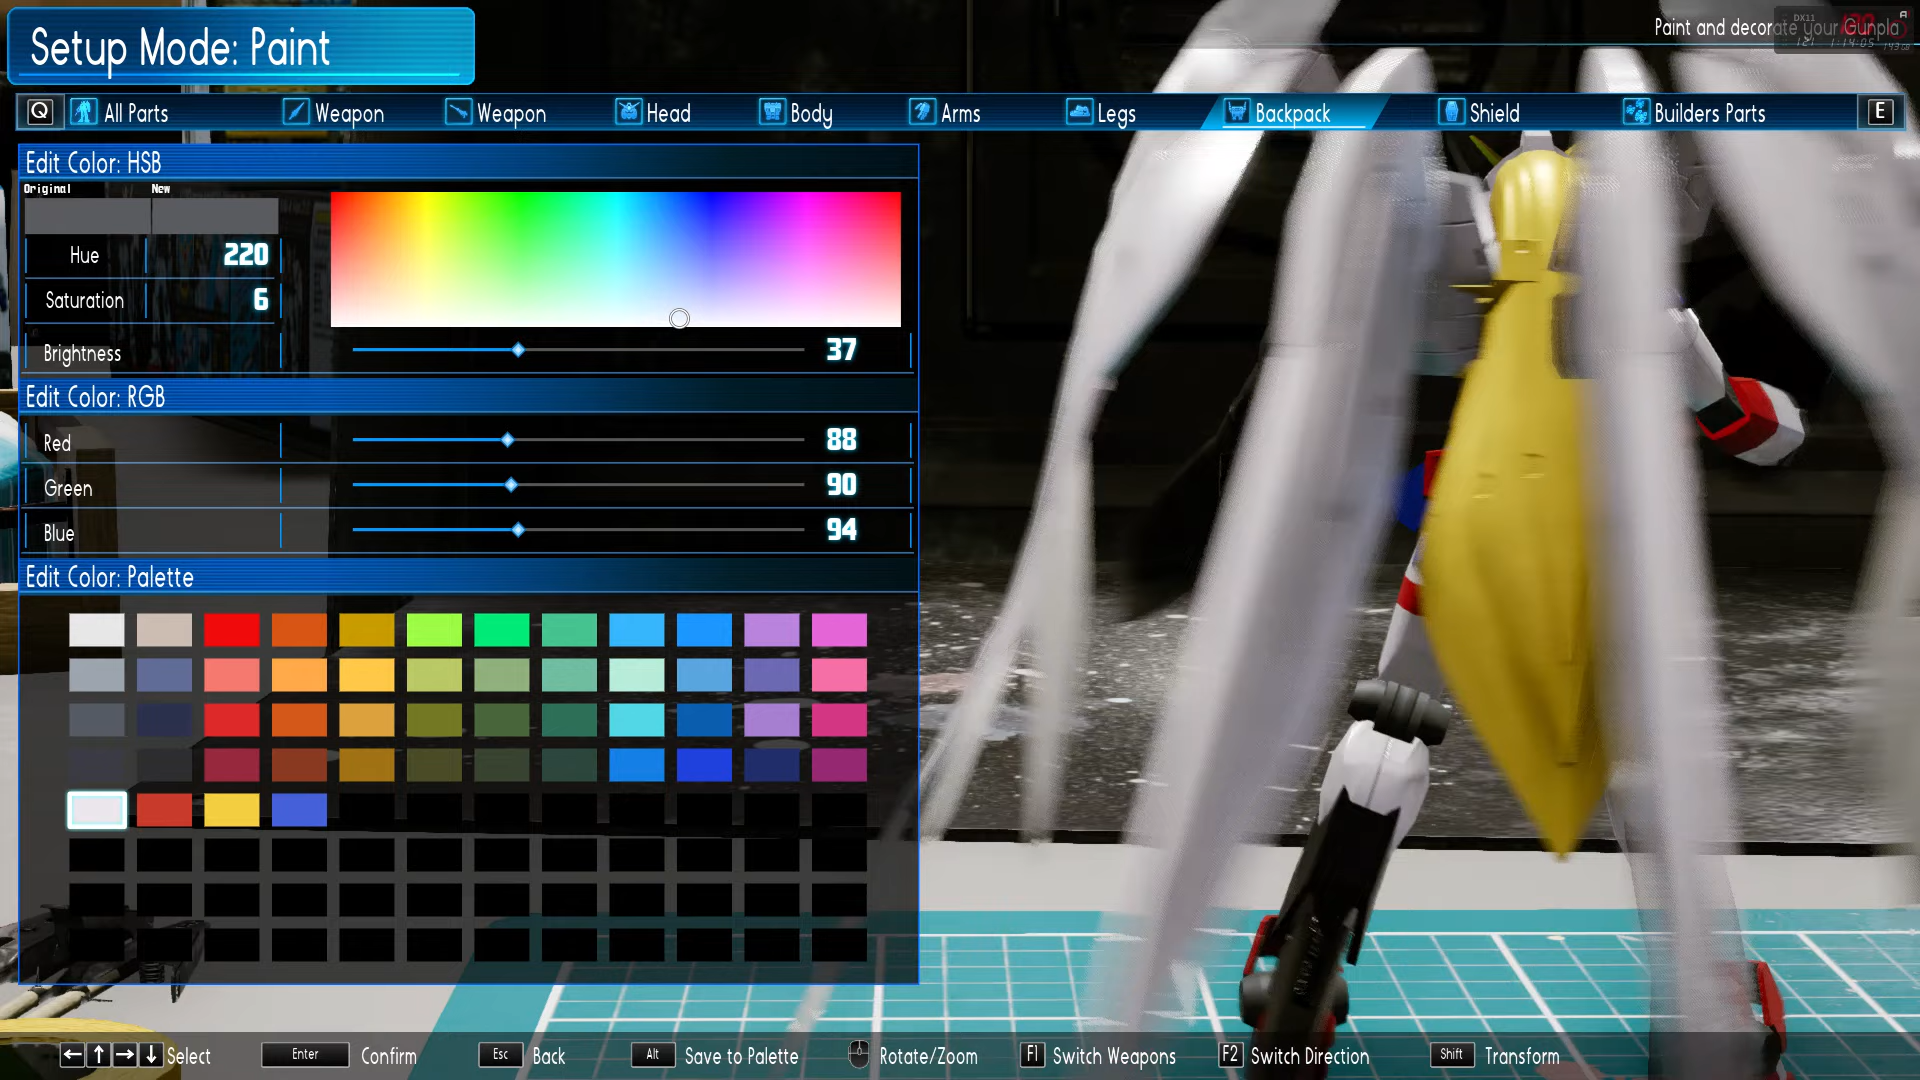 Setup Mode: Paint
Paint and decorate your Gunpla
DX11
Q
All Parts
Weapon
Weapon
Head
Body
Arms
Legs
Backpack
Shield
Builders Parts
E
Edit Color: HSB
Original
New
Hue
220
Saturation
6
Brightness
37
Edit Color: RGB
Red
88
Green
90
Blue
94
Edit Color: Palette
← ↑ → ↓ Select
Enter Confirm
Esc Back
Alt Save to Palette
Rotate/Zoom
F1 Switch Weapons
F2 Switch Direction
Shift Transform